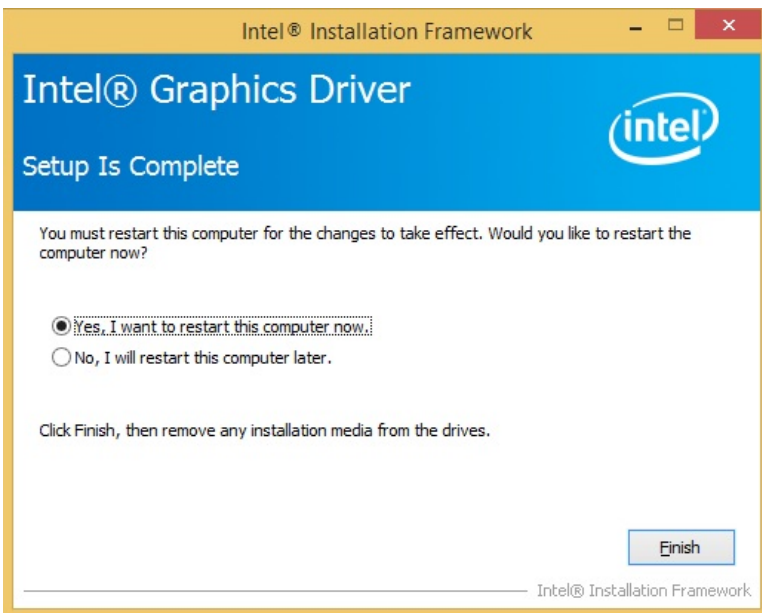 Intel® Installation Framework
Intel® Graphics Driver
intel
Setup Is Complete
You must restart this computer for the changes to take effect. Would you like to restart the
computer now?
Yes, I want to restart this computer now.
No, I will restart this computer later.
Click Finish, then remove any installation media from the drives.
Finish
Intel® Installation Framework